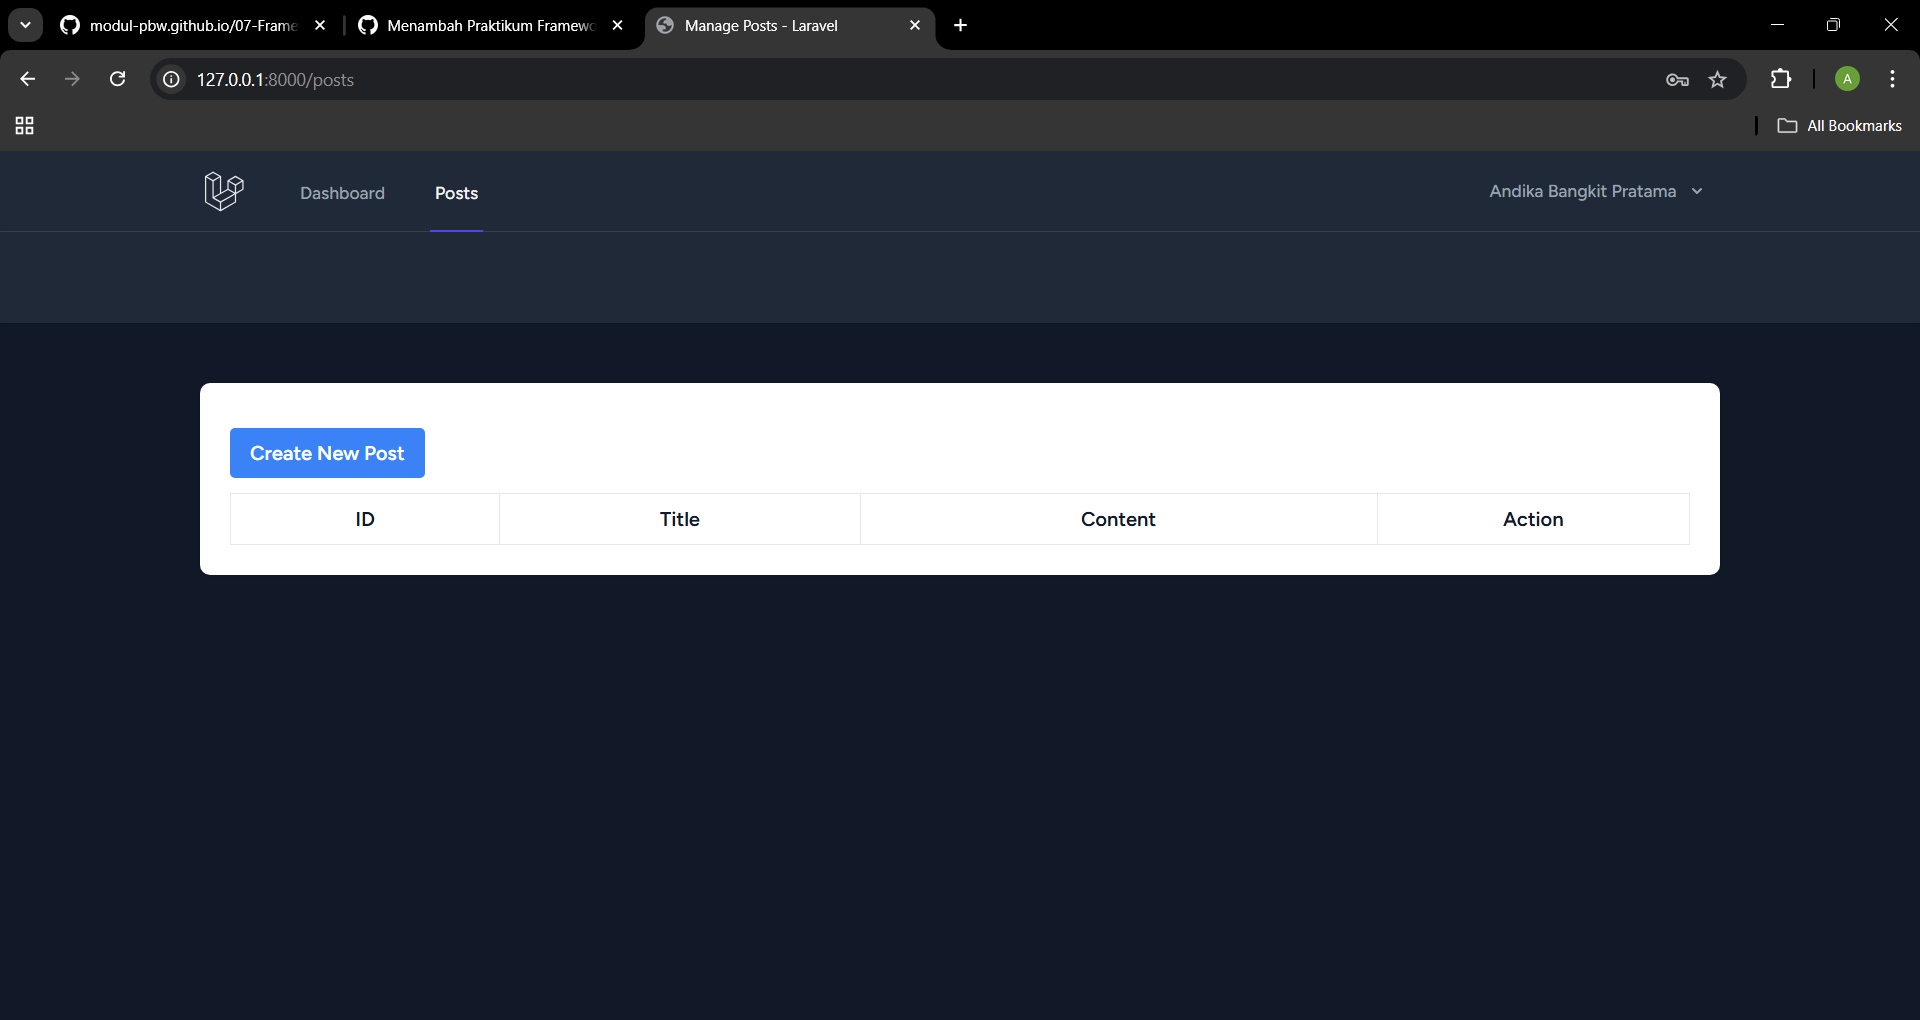 modul-pbw.github.io/07-Frame
Menambah Praktikum Framewo
Manage Posts - Laravel
127.0.0.1:8000/posts
A
All Bookmarks
Dashboard
Posts
Andika Bangkit Pratama
Create New Post
ID
Title
Content
Action